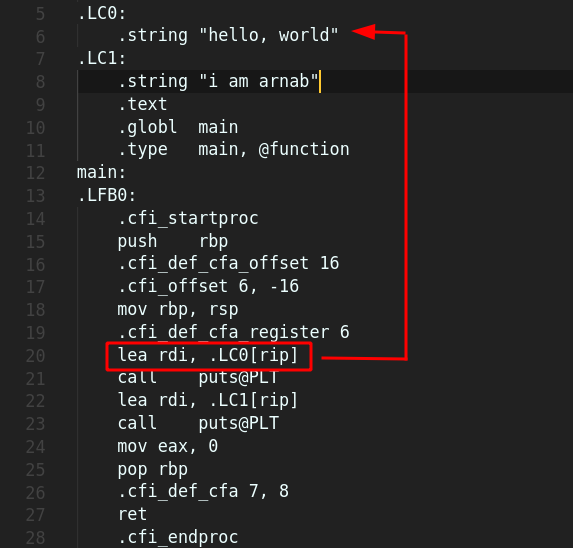 5 .LC0:
6 .string "hello, world"
7 .LC1:
8 .string "i am arnab"
9 .text
10 .globl main
11 .type main, @function
12 main:
13 .LFB0:
14 .cfi_startproc
15 push rbp
16 .cfi_def_cfa_offset 16
17 .cfi_offset 6, -16
18 mov rbp, rsp
19 .cfi_def_cfa_register 6
20 lea rdi, .LC0[rip]
21 call puts@PLT
22 lea rdi, .LC1[rip]
23 call puts@PLT
24 mov eax, 0
25 pop rbp
26 .cfi_def_cfa 7, 8
27 ret
28 .cfi_endproc